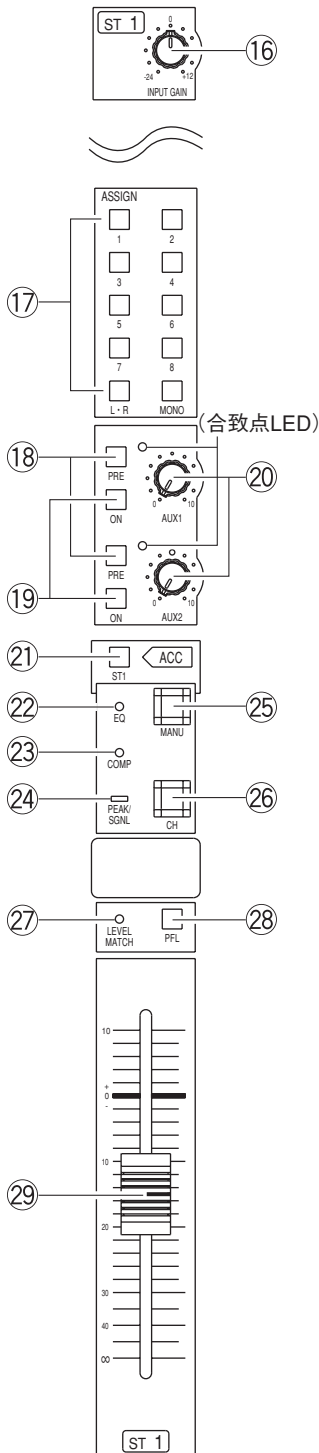 ST 1
0
⑯
-24 +12
INPUT GAIN
ASSIGN
1 2
3 4
⑰
5 6
7 8
L・R MONO
(合致点LED)
⑱
PRE
⑳
0 10
ON AUX1
PRE
⑲
0 10
ON AUX2
㉑ ACC
ST1
㉒ ㉕
EQ MANU
㉓
COMP
㉔ ㉖
PEAK/
SGNL
CH
㉗ ㉘
LEVEL
MATCH
PFL
10
+
0
-
10
㉙
20
30
40
∞
ST 1